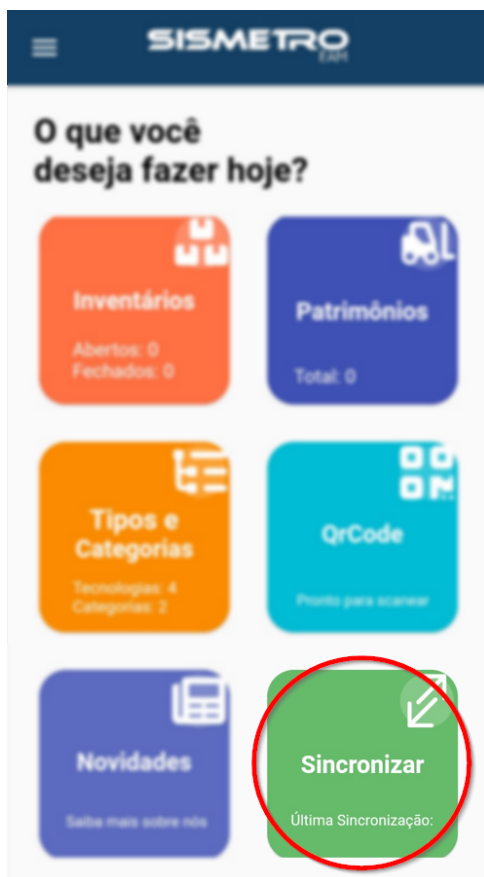 SISMETRO
EAM
O que você
deseja fazer hoje?
Inventários
Abertos: 0
Fechados: 0
Patrimônios
Total: 0
Tipos e
Categorias
Tecnologias: 4
Categorias: 2
QrCode
Pronto para scanear
Novidades
Saiba mais sobre nós
Sincronizar
Última Sincronização: